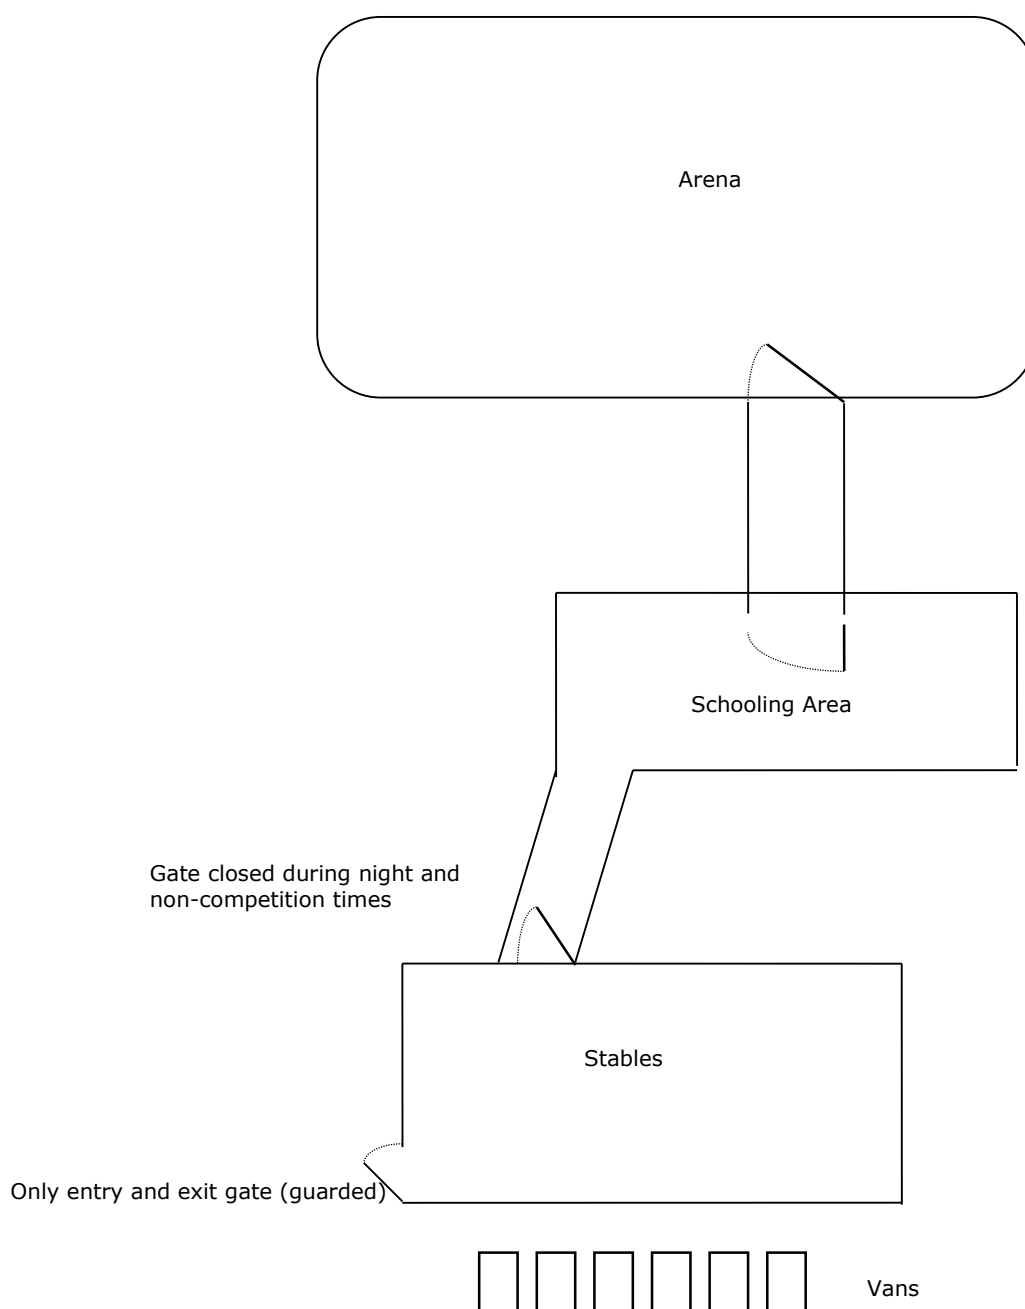 Arena
Schooling Area
Gate closed during night and
non-competition times
Stables
Only entry and exit gate (guarded)
Vans